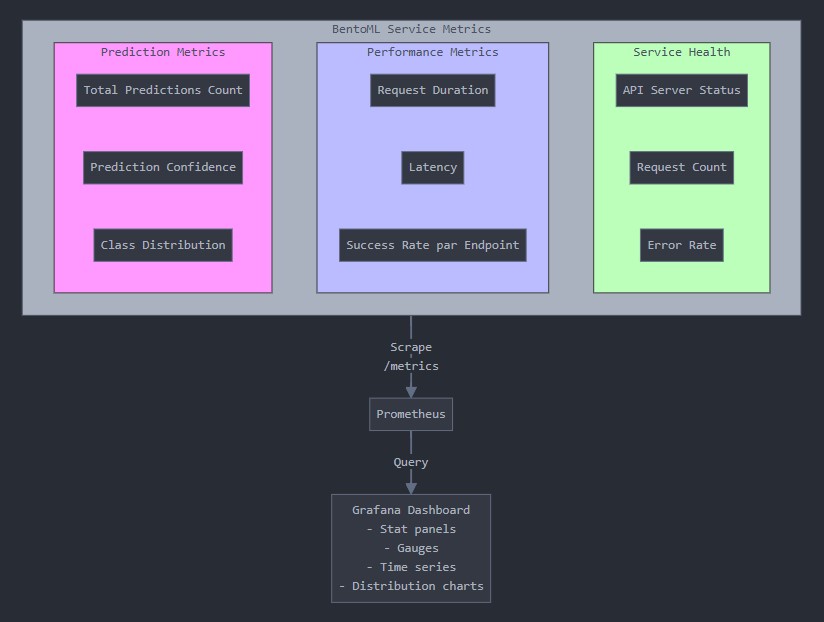 BentoML Service Metrics
Prediction Metrics
Total Predictions Count
Prediction Confidence
Class Distribution
Performance Metrics
Request Duration
Latency
Success Rate par Endpoint
Service Health
API Server Status
Request Count
Error Rate
Scrape
/metrics
Prometheus
Query
Grafana Dashboard
- Stat panels
- Gauges
- Time series
- Distribution charts